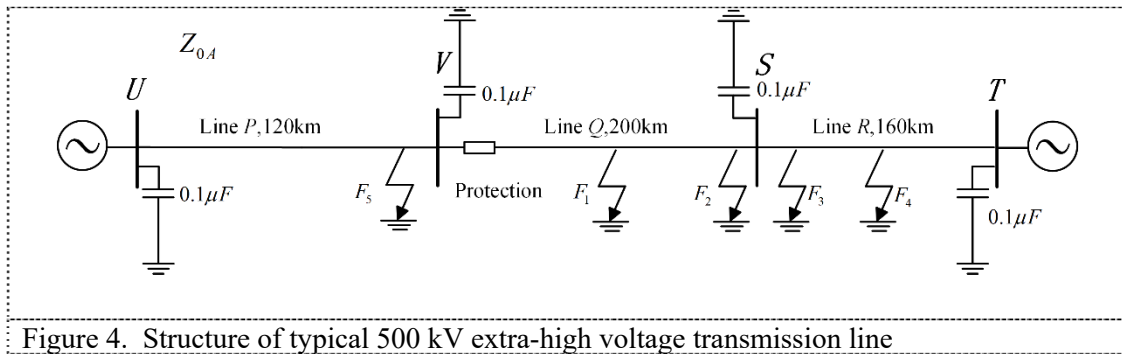 Z0A
U
V
S
T
0.1μF
0.1μF
Line P,120km
Line Q,200km
Line R,160km
0.1μF
F5
Protection
F1
F2
F3
F4
0.1μF
Figure 4. Structure of typical 500 kV extra-high voltage transmission line